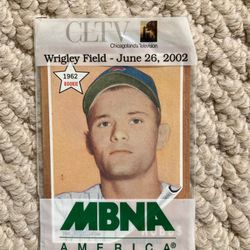 CLTV
Chicagoland's Television
Wrigley Field - June 26, 2002
1962
ROOKIE
MBNA
AMERICA®